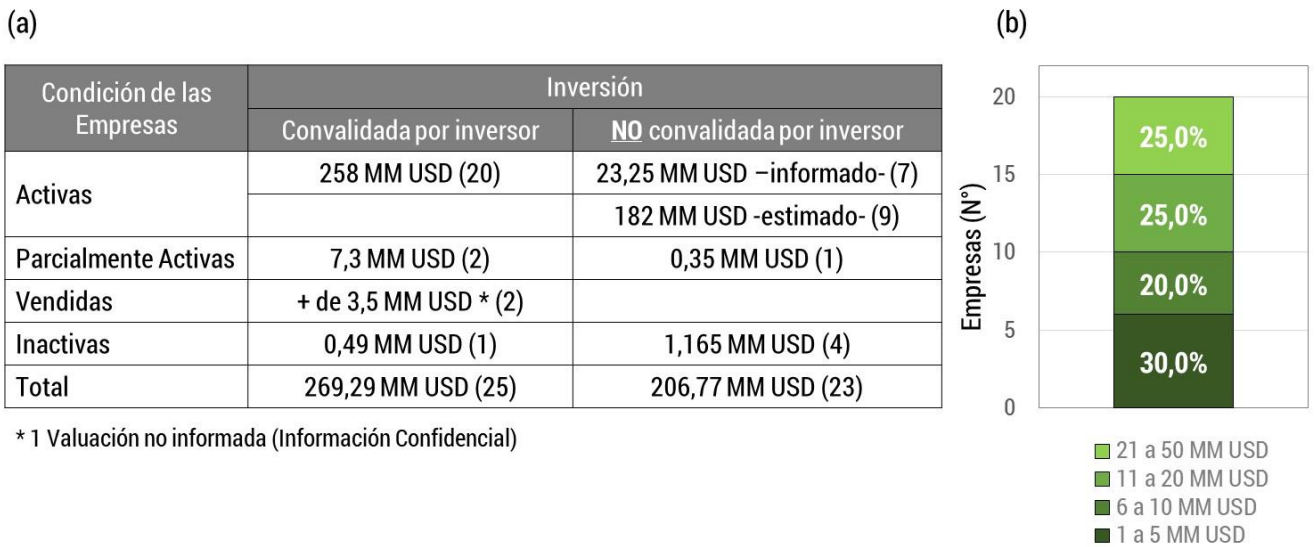 (a)
Condición de las
Empresas
Inversión
Convalidada por inversor
NO convalidada por inversor
Activas
258 MM USD (20)
23,25 MM USD –informado- (7)
182 MM USD -estimado- (9)
Parcialmente Activas
7,3 MM USD (2)
0,35 MM USD (1)
Vendidas
+ de 3,5 MM USD * (2)
Inactivas
0,49 MM USD (1)
1,165 MM USD (4)
Total
269,29 MM USD (25)
206,77 MM USD (23)
* 1 Valuación no informada (Información Confidencial)
(b)
Empresas (N°)
20
15
10
5
0
25,0%
25,0%
20,0%
30,0%
21 a 50 MM USD
11 a 20 MM USD
6 a 10 MM USD
1 a 5 MM USD